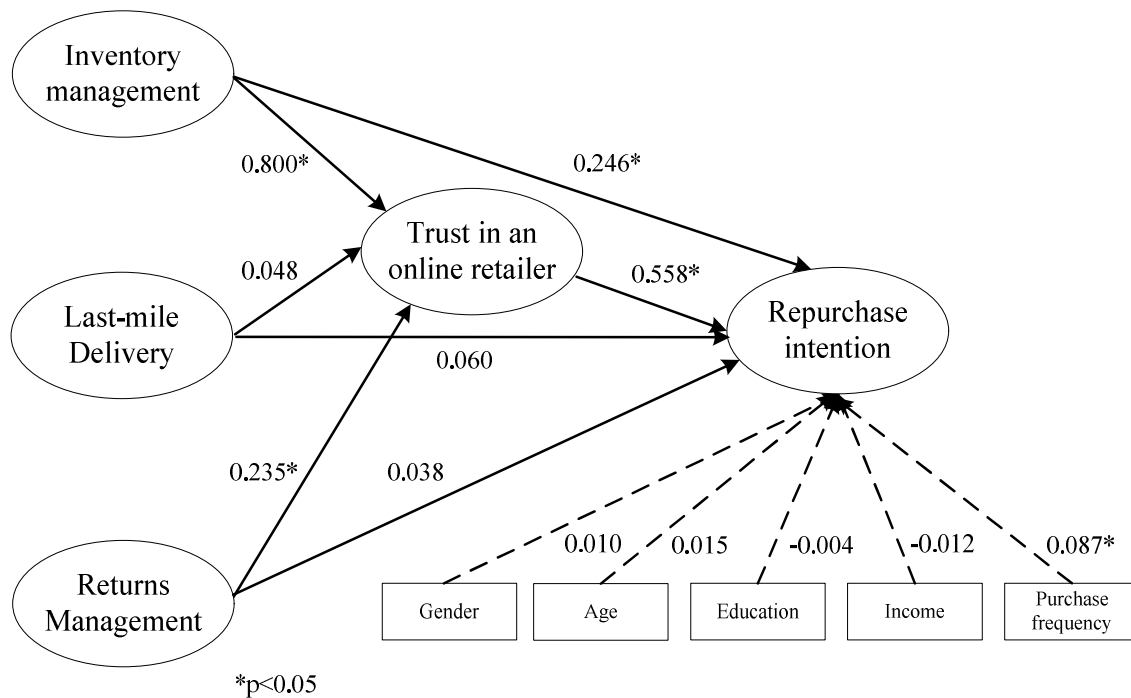 Inventory
management
0.800*
0.246*
Trust in an
online retailer
0.048
0.558*
Last-mile
Delivery
Repurchase
intention
0.060
0.235*
0.038
0.010
0.015
-0.004
-0.012
0.087*
Returns
Management
Gender
Age
Education
Income
Purchase
frequency
*p<0.05